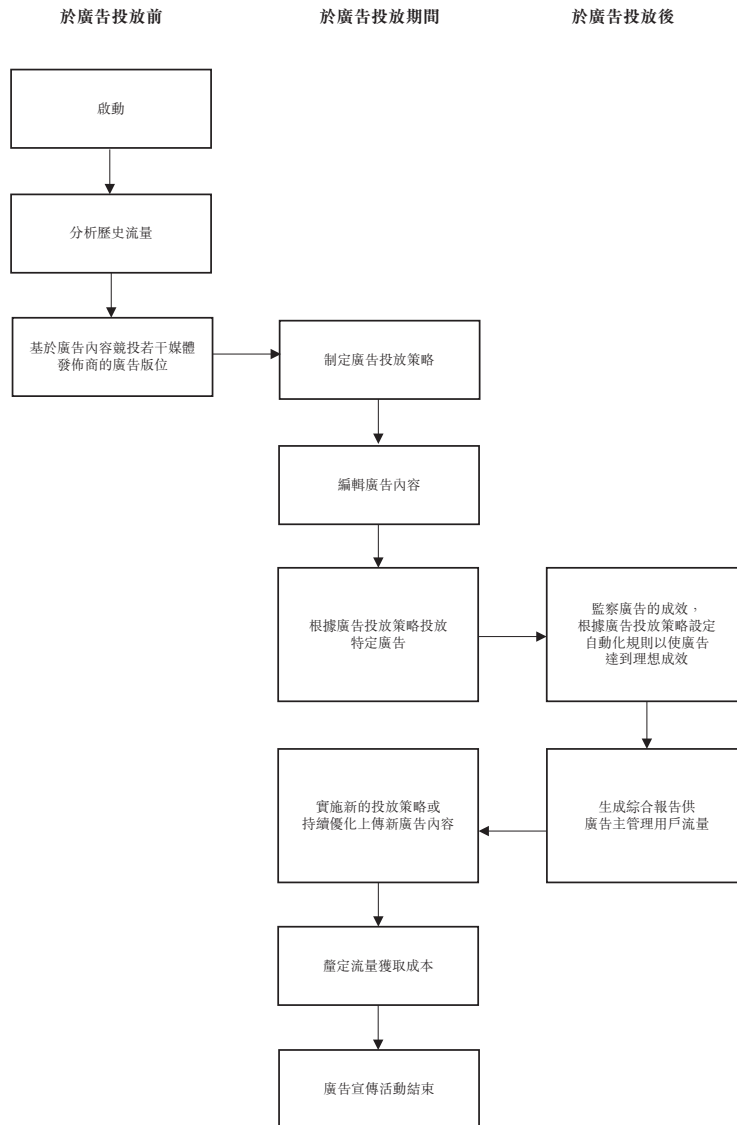 於廣告投放前
於廣告投放期間
於廣告投放後
啟動
分析歷史流量
基於廣告內容競投若干媒體
發佈商的廣告版位
制定廣告投放策略
編輯廣告內容
根據廣告投放策略投放
特定廣告
監察廣告的成效，
根據廣告投放策略設定
自動化規則以使廣告
達到理想成效
生成綜合報告供
廣告主管理用戶流量
實施新的投放策略或
持續優化上傳新廣告內容
釐定流量獲取成本
廣告宣傳活動結束